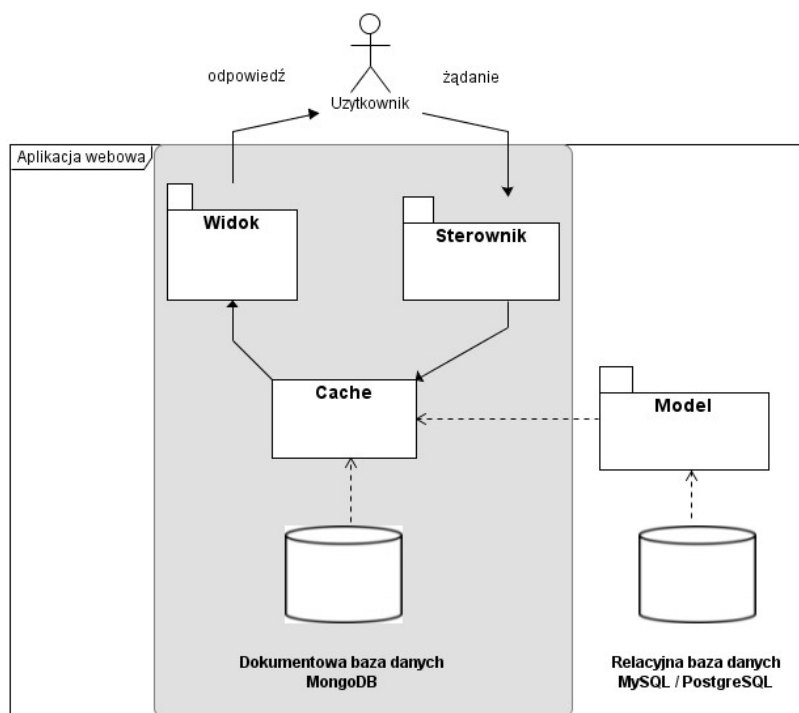 odpowiedź
żądanie
Uzytkownik
Aplikacja webowa
Widok
Sterownik
Cache
Model
Dokumentowa baza danych
MongoDB
Relacyjna baza danych
MySQL / PostgreSQL